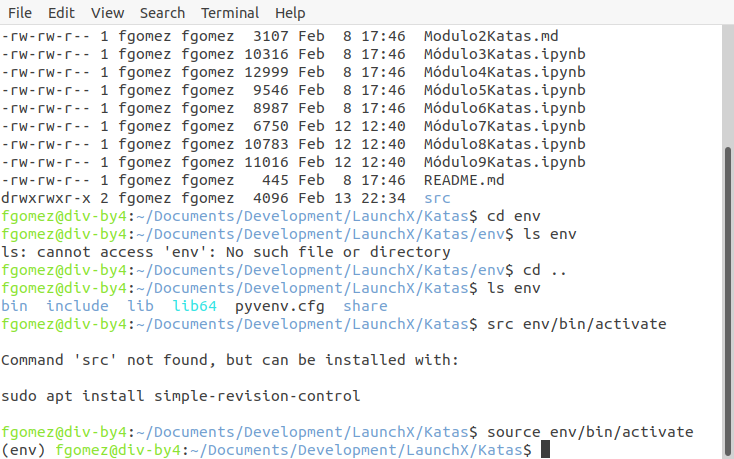 File Edit View Search Terminal Help
-rw-rw-r-- 1 fgomez fgomez  3107 Feb  8 17:46  Modulo2Katas.md
-rw-rw-r-- 1 fgomez fgomez 10316 Feb  8 17:46  Módulo3Katas.ipynb
-rw-rw-r-- 1 fgomez fgomez 12999 Feb  8 17:46  Módulo4Katas.ipynb
-rw-rw-r-- 1 fgomez fgomez  9546 Feb  8 17:46  Módulo5Katas.ipynb
-rw-rw-r-- 1 fgomez fgomez  8987 Feb  8 17:46  Módulo6Katas.ipynb
-rw-rw-r-- 1 fgomez fgomez  6750 Feb 12 12:40  Módulo7Katas.ipynb
-rw-rw-r-- 1 fgomez fgomez 10783 Feb 12 12:40  Módulo8Katas.ipynb
-rw-rw-r-- 1 fgomez fgomez 11016 Feb 12 12:40  Módulo9Katas.ipynb
-rw-rw-r-- 1 fgomez fgomez   445 Feb  8 17:46  README.md
drwxrwxr-x 2 fgomez fgomez  4096 Feb 13 22:34  src
fgomez@div-by4:~/Documents/Development/LaunchX/Katas$ cd env
fgomez@div-by4:~/Documents/Development/LaunchX/Katas/env$ ls env
ls: cannot access 'env': No such file or directory
fgomez@div-by4:~/Documents/Development/LaunchX/Katas/env$ cd ..
fgomez@div-by4:~/Documents/Development/LaunchX/Katas$ ls env
bin  include  lib  lib64  pyvenv.cfg  share
fgomez@div-by4:~/Documents/Development/LaunchX/Katas$ src env/bin/activate
Command 'src' not found, but can be installed with:
sudo apt install simple-revision-control
fgomez@div-by4:~/Documents/Development/LaunchX/Katas$ source env/bin/activate
(env) fgomez@div-by4:~/Documents/Development/LaunchX/Katas$